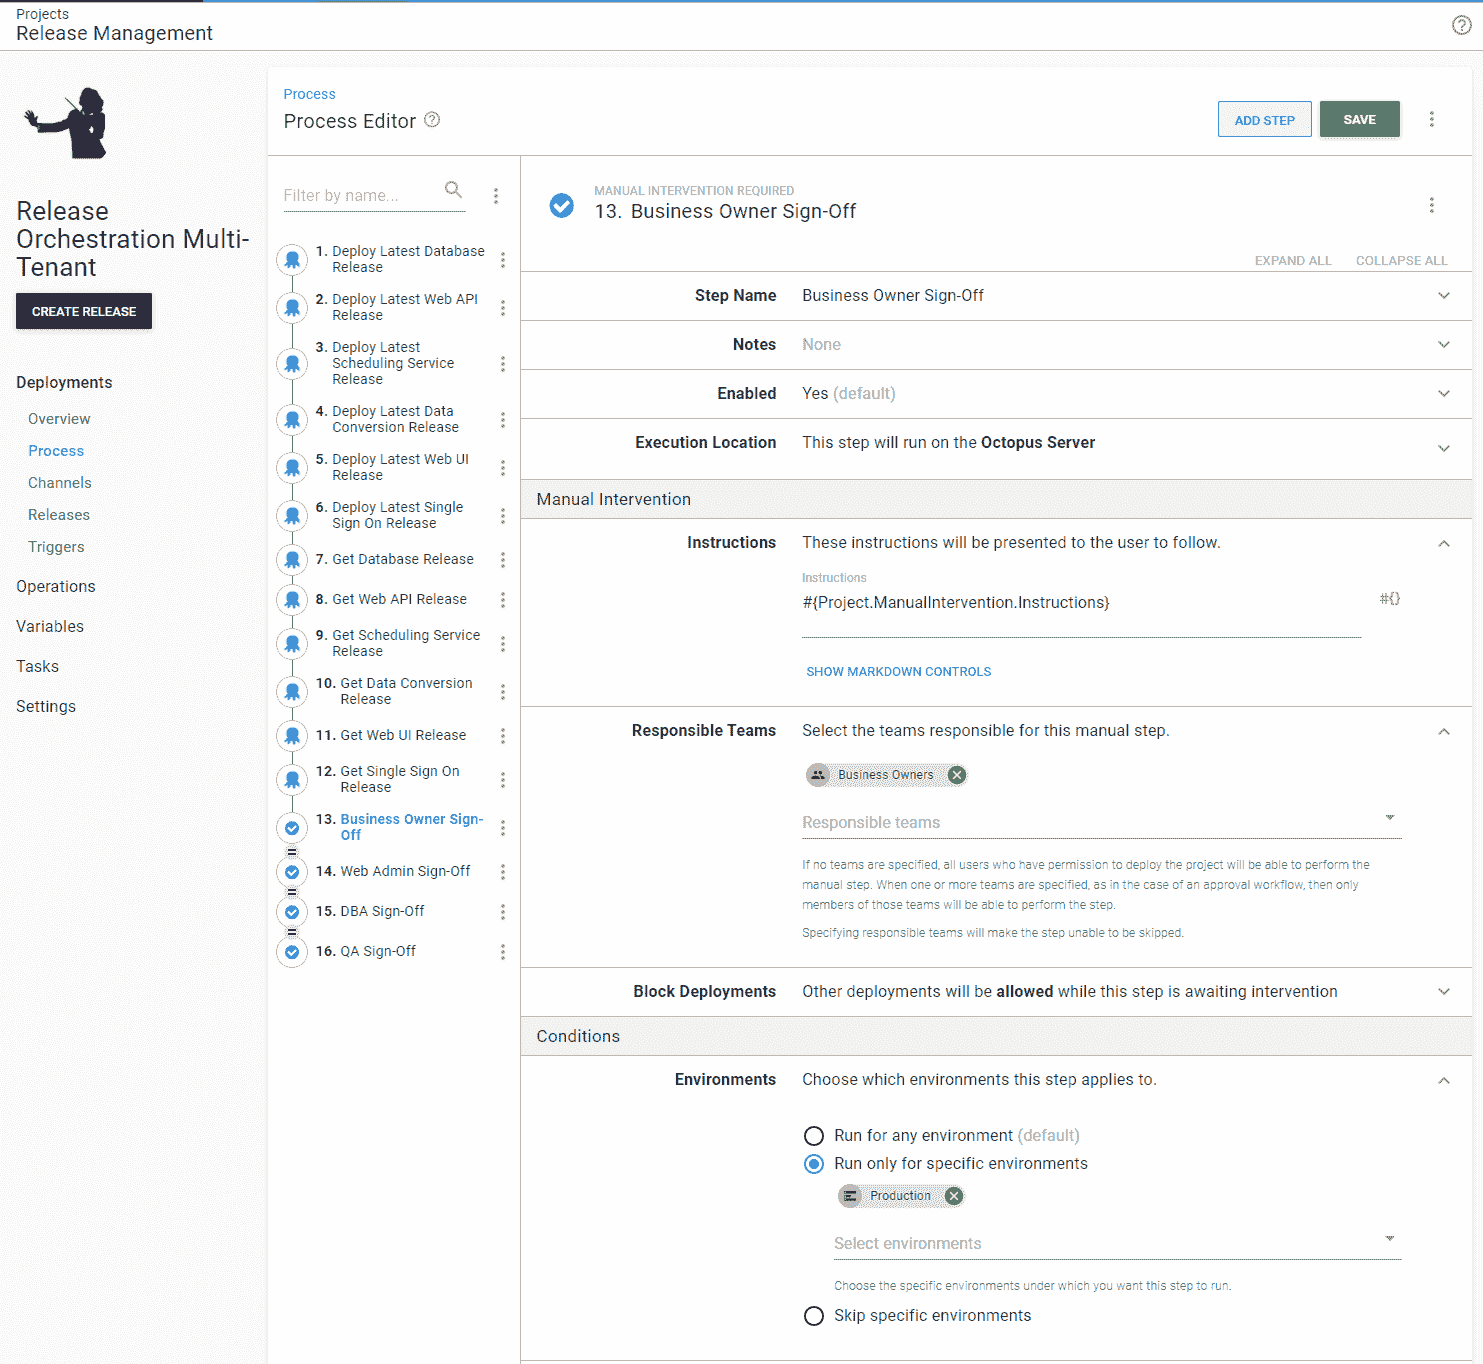 Projects
Release Management
Release
Orchestration Multi-
Tenant
CREATE RELEASE
Deployments
Overview
Process
Channels
Releases
Triggers
Operations
Variables
Tasks
Settings
Process
Process Editor
ADD STEP
SAVE
Filter by name...
1. Deploy Latest Database
Release
2. Deploy Latest Web API
Release
3. Deploy Latest
Scheduling Service
Release
4. Deploy Latest Data
Conversion Release
5. Deploy Latest Web UI
Release
6. Deploy Latest Single
Sign On Release
7. Get Database Release
8. Get Web API Release
9. Get Scheduling Service
Release
10. Get Data Conversion
Release
11. Get Web UI Release
12. Get Single Sign On
Release
13. Business Owner Sign-
Off
14. Web Admin Sign-Off
15. DBA Sign-Off
16. QA Sign-Off
MANUAL INTERVENTION REQUIRED
13. Business Owner Sign-Off
EXPAND ALL COLLAPSE ALL
Step Name Business Owner Sign-Off
Notes None
Enabled Yes (default)
Execution Location This step will run on the Octopus Server
Manual Intervention
Instructions These instructions will be presented to the user to follow.
Instructions
#{Project.ManualIntervention.Instructions}
#{}
SHOW MARKDOWN CONTROLS
Responsible Teams Select the teams responsible for this manual step.
Business Owners
Responsible teams
If no teams are specified, all users who have permission to deploy the project will be able to perform the
manual step. When one or more teams are specified, as in the case of an approval workflow, then only
members of those teams will be able to perform the step.
Specifying responsible teams will make the step unable to be skipped.
Block Deployments Other deployments will be allowed while this step is awaiting intervention
Conditions
Environments Choose which environments this step applies to.
Run for any environment (default)
Run only for specific environments
Production
Select environments
Choose the specific environments under which you want this step to run.
Skip specific environments